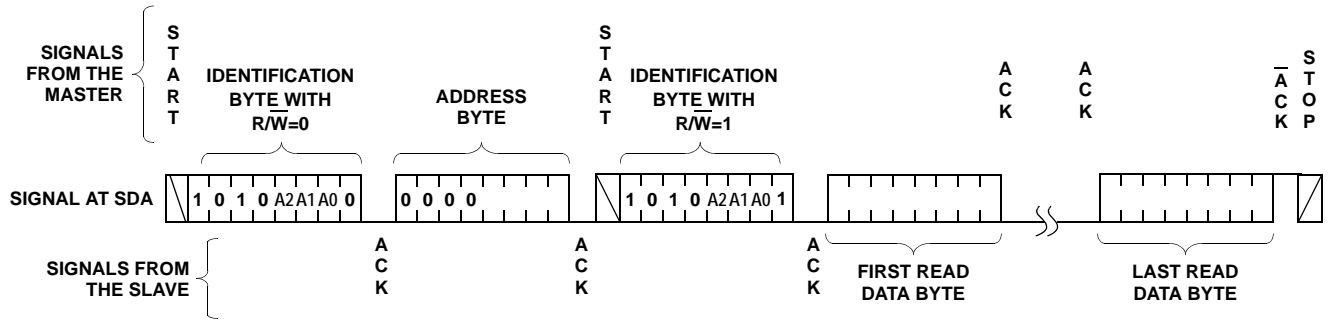 SIGNALS
FROM THE
MASTER
START
IDENTIFICATION
BYTE WITH
R/W̅=0
ADDRESS
BYTE
START
IDENTIFICATION
BYTE WITH
R/W̅=1
ACK
ACK
A̅CK
STOP
SIGNAL AT SDA
1 0 1 0 A2 A1 A0 0
0 0 0 0
1 0 1 0 A2 A1 A0 1
SIGNALS FROM
THE SLAVE
ACK
ACK
ACK
FIRST READ
DATA BYTE
LAST READ
DATA BYTE